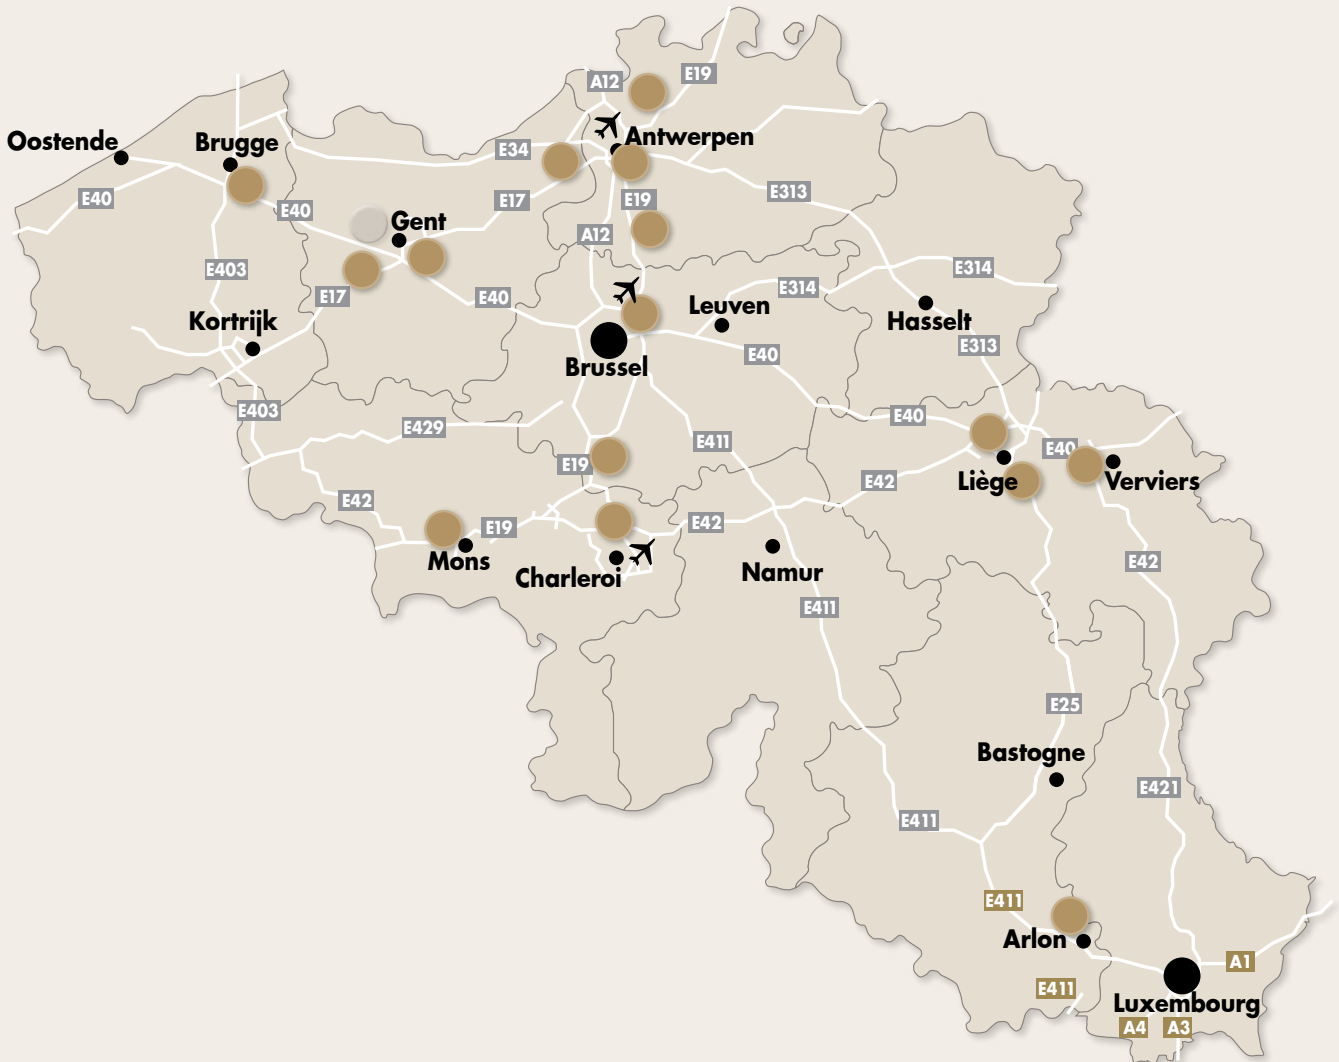 A12
E19
Antwerpen
Oostende
Brugge
E34
E40
E40
E17
E19
E313
Gent
A12
E403
E17
E40
E314
E314
Leuven
Hasselt
Kortrijk
E313
Brussel
E40
E403
E429
E411
E40
E40
E19
E42
Liège
Verviers
E42
E19
E42
Mons
Charleroi
Namur
E42
E411
E25
Bastogne
E421
E411
E411
Arlon
A1
E411
Luxembourg
A4
A3